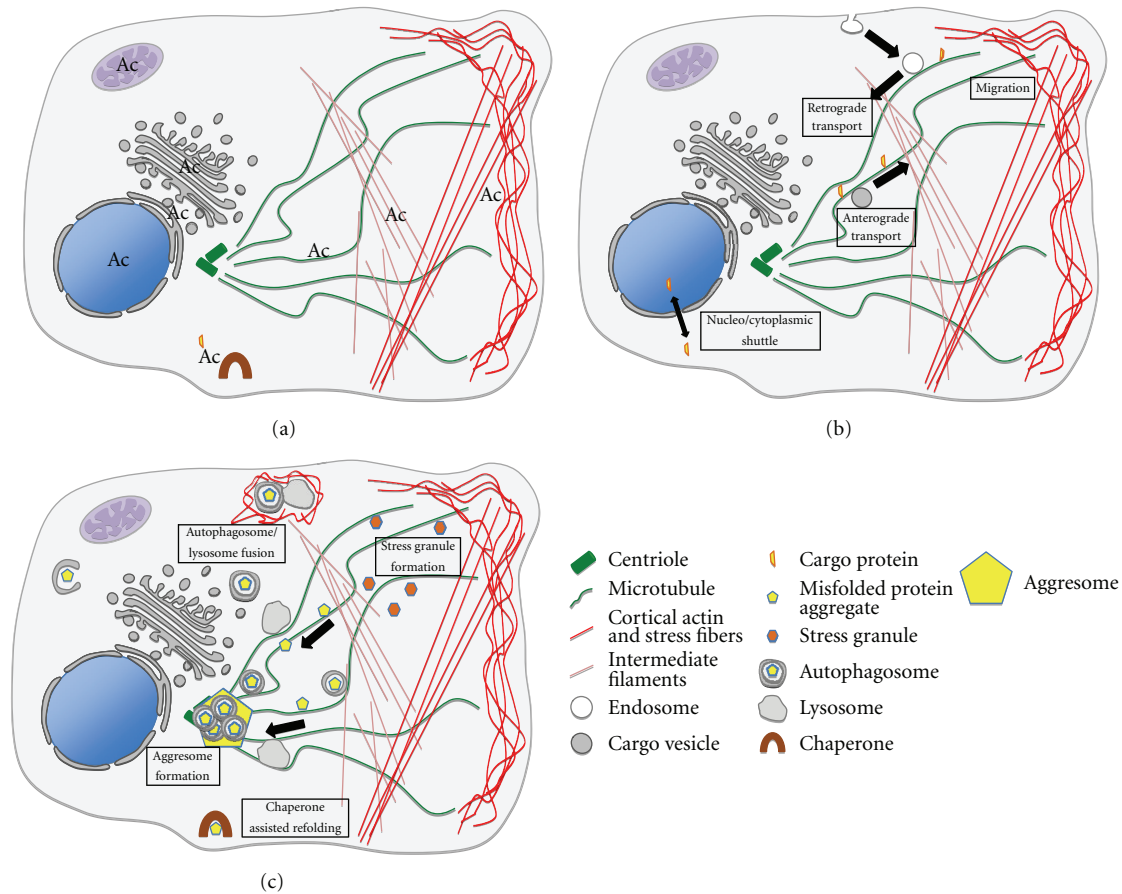 Ac
Ac
Ac
Ac
Ac
Ac
Ac
Ac
(a)
Migration
Retrograde
transport
Anterograde
transport
Nucleo/cytoplasmic
shuttle
(b)
Autophagosome/
lysosome fusion
Stress granule
formation
Aggresome
formation
Chaperone
assisted refolding
(c)
Centriole
Microtubule
Cortical actin
and stress fibers
Intermediate
filaments
Endosome
Cargo vesicle
Cargo protein
Misfolded protein
aggregate
Stress granule
Autophagosome
Lysosome
Chaperone
Aggresome